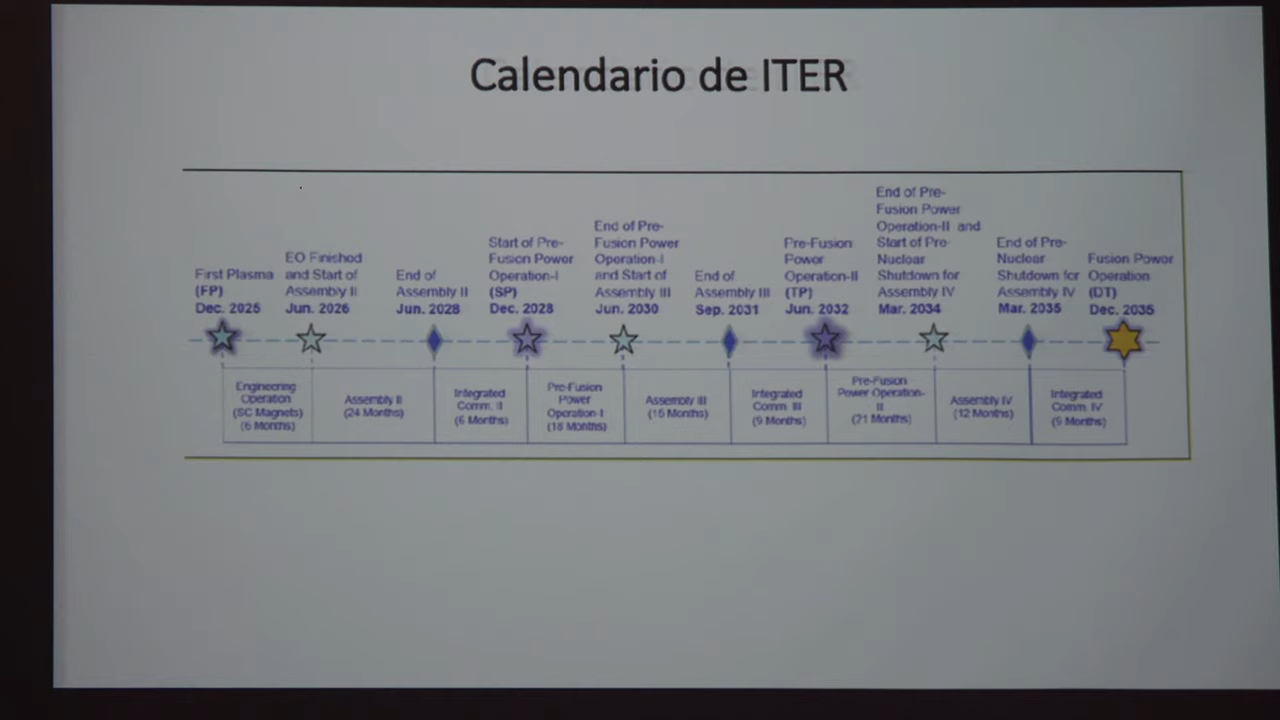 Calendario de ITER
First Plasma
(FP)
Dec. 2025
EO Finished
and Start of
Assembly II
Jun. 2026
End of
Assembly II
Jun. 2028
Start of Pre-
Fusion Power
Operation-I
(SP)
Dec. 2028
End of Pre-
Fusion Power
Operation-I
and Start of
Assembly III
Jun. 2030
End of
Assembly III
Sep. 2031
Pre-Fusion
Power
Operation-II
(TP)
Jun. 2032
End of Pre-
Fusion Power
Operation-II and
Start of Pre-
Nuclear
Shutdown for
Assembly IV
Mar. 2034
End of Pre-
Nuclear
Shutdown for
Assembly IV
Mar. 2035
Fusion Power
Operation
(DT)
Dec. 2035
Engineering
Operation
(SC Magnets)
(6 Months)
Assembly II
(24 Months)
Integrated
Comm. II
(6 Months)
Pre-Fusion
Power
Operation-I
(18 Months)
Assembly III
(15 Months)
Integrated
Comm. III
(9 Months)
Pre-Fusion
Power Operation-
II
(21 Months)
Assembly IV
(12 Months)
Integrated
Comm. IV
(9 Months)